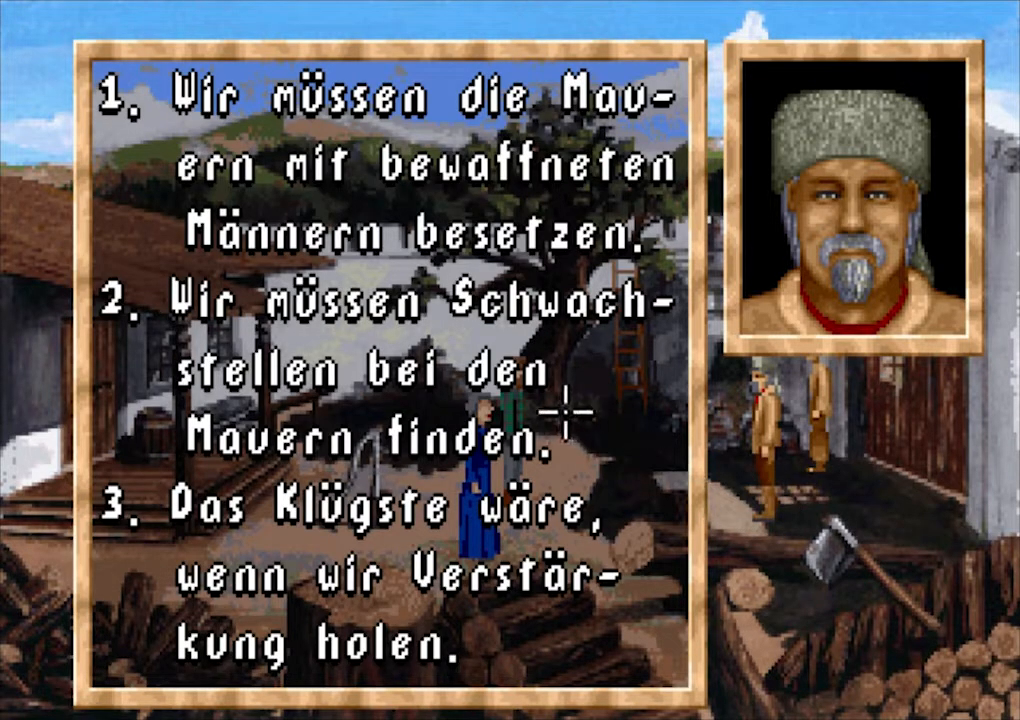 1. Wir müssen die Mau-
ern mit bewaffneten
Männern besetzen.
2. Wir müssen Schwach-
stellen bei den
Mauern finden.
3. Das Klügste wäre,
wenn wir Verstär-
kung holen.